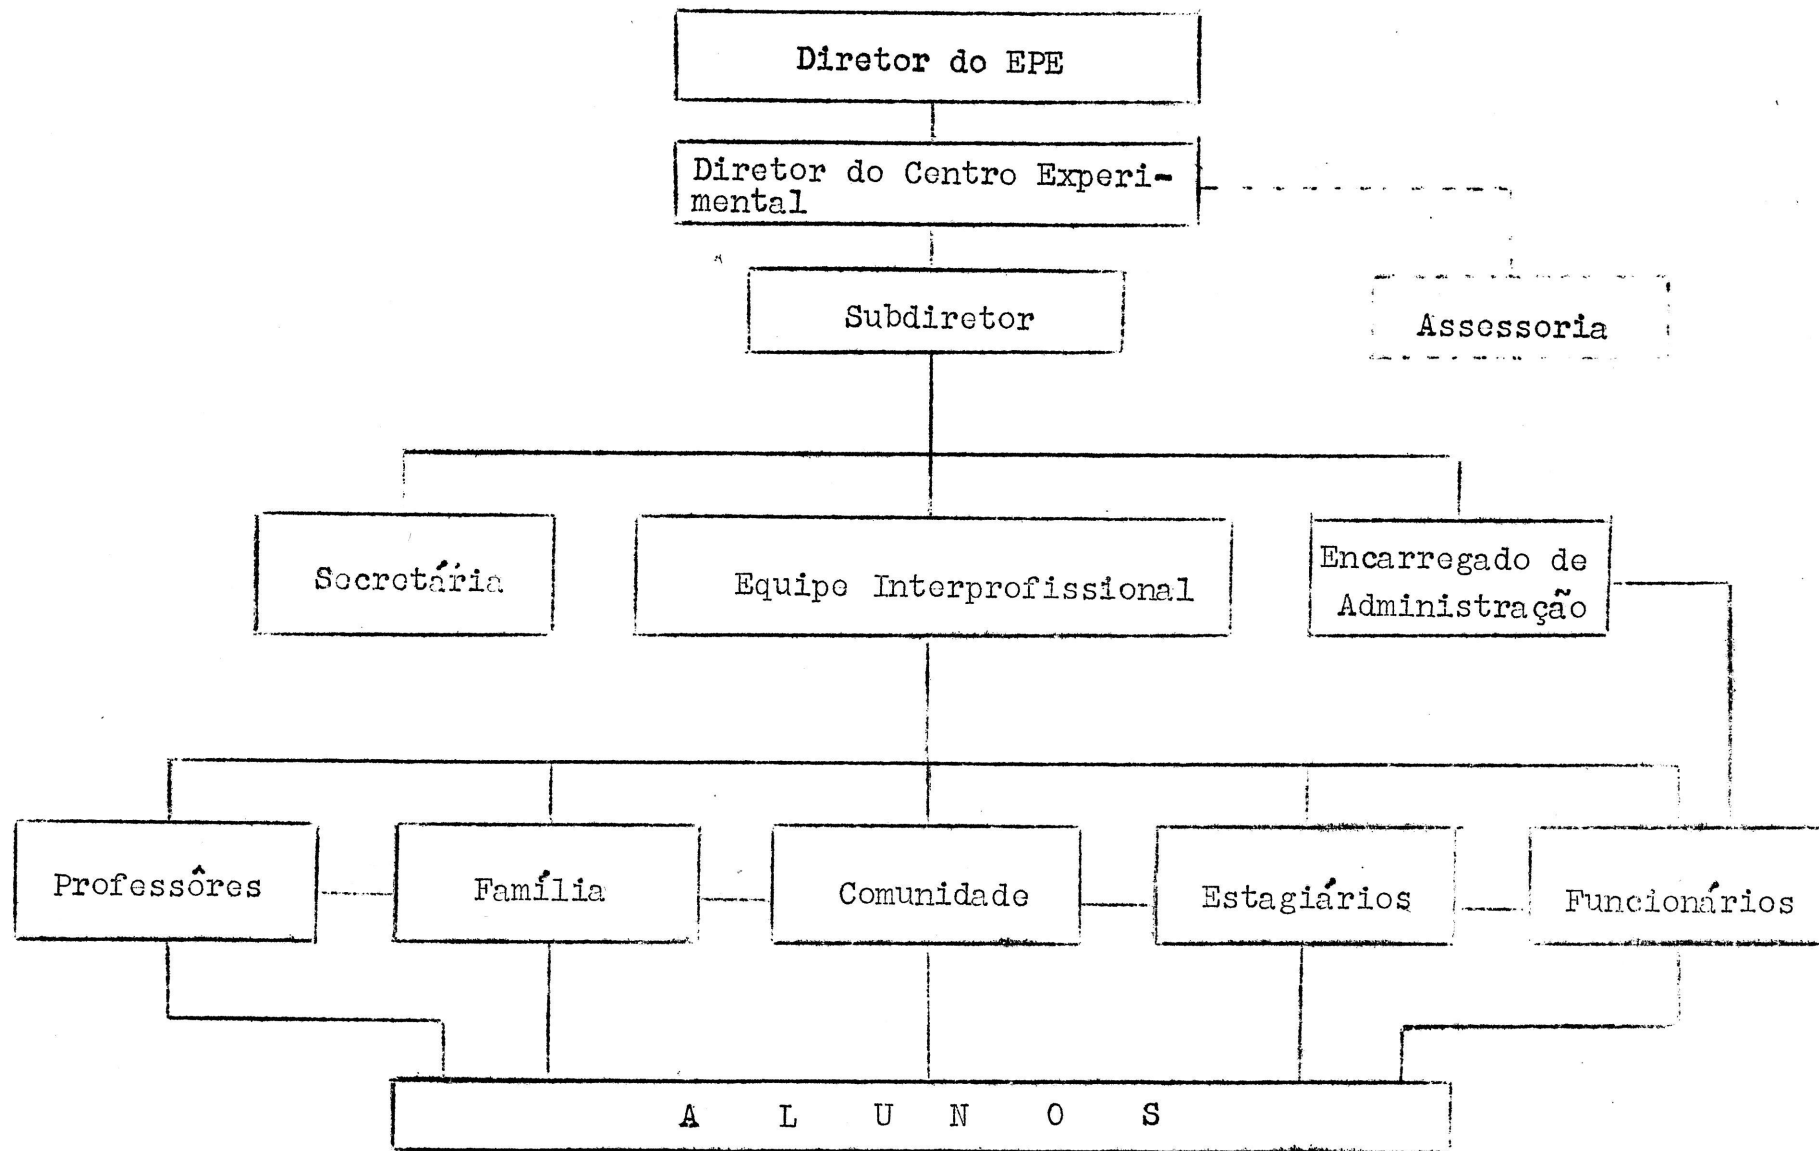 Diretor do EPE
Diretor do Centro Experi-
mental
Subdiretor
Assessoria
Secretária
Equipe Interprofissional
Encarregado de
Administração
Professôres
Família
Comunidade
Estagiários
Funcionários
A L U N O S